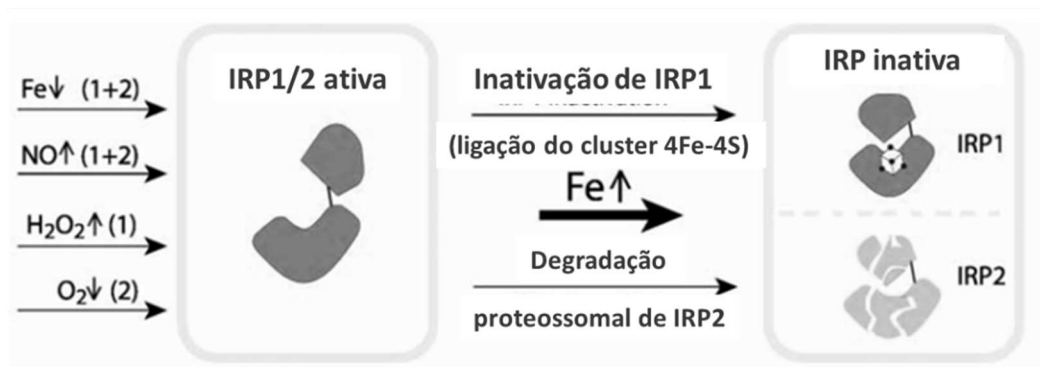 Fe↓ (1+2)
NO↑ (1+2)
H₂O₂↑ (1)
O₂↓ (2)
IRP1/2 ativa
Inativação de IRP1
(ligação do cluster 4Fe-4S)
Fe↑
Degradação
proteossomal de IRP2
IRP inativa
IRP1
IRP2